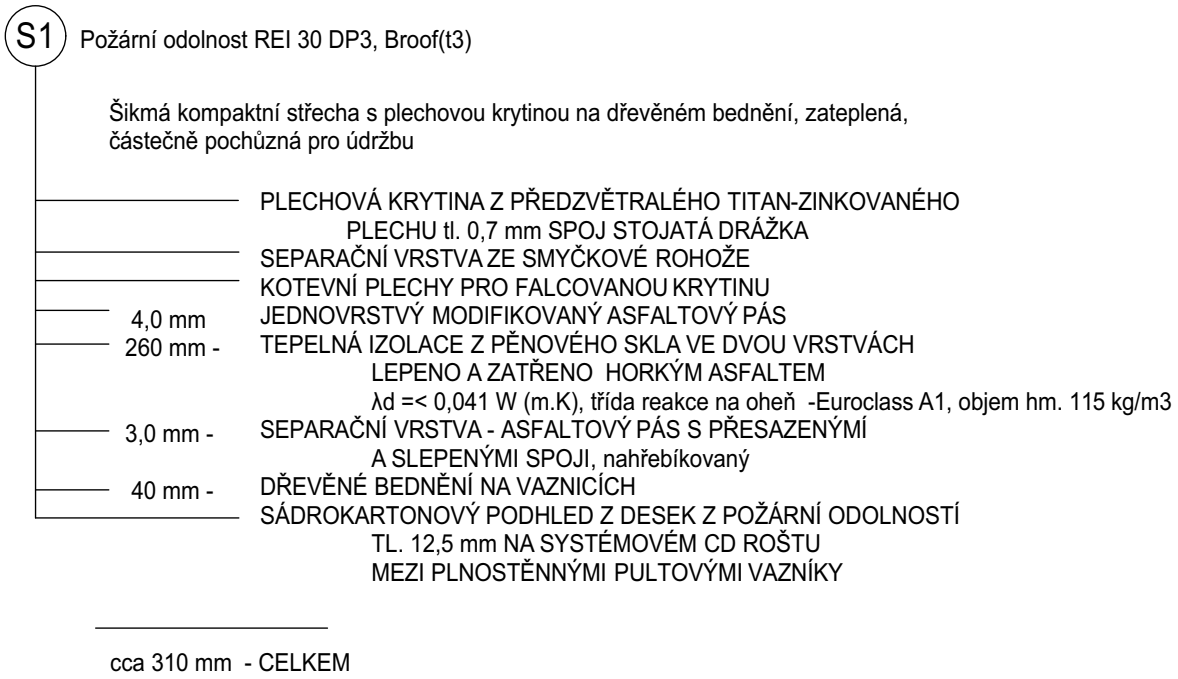 S1 Požární odolnost REI 30 DP3, Broof(t3)
Šikmá kompaktní střecha s plechovou krytinou na dřevěném bednění, zateplená,
částečně pochůzná pro údržbu
PLECHOVÁ KRYTINA Z PŘEDZVĚTRALÉHO TITAN-ZINKOVANÉHO
PLECHU tl. 0,7 mm SPOJ STOJATÁ DRÁŽKA
SEPARAČNÍ VRSTVA ZE SMYČKOVÉ ROHOŽE
KOTEVNÍ PLECHY PRO FALCOVANOU KRYTINU
4,0 mm JEDNOVRSTVÝ MODIFIKOVANÝ ASFALTOVÝ PÁS
260 mm - TEPELNÁ IZOLACE Z PĚNOVÉHO SKLA VE DVOU VRSTVÁCH
LEPENO A ZATŘENO HORKÝM ASFALTEM
λd =< 0,041 W (m.K), třída reakce na oheň -Euroclass A1, objem hm. 115 kg/m3
3,0 mm - SEPARAČNÍ VRSTVA - ASFALTOVÝ PÁS S PŘESAZENÝMÍ
A SLEPENÝMI SPOJI, nahřebíkovaný
40 mm - DŘEVĚNÉ BEDNĚNÍ NA VAZNICÍCH
SÁDROKARTONOVÝ PODHLED Z DESEK Z POŽÁRNÍ ODOLNOSTÍ
TL. 12,5 mm NA SYSTÉMOVÉM CD ROŠTU
MEZI PLNOSTĚNNÝMI PULTOVÝMI VAZNÍKY
cca 310 mm - CELKEM